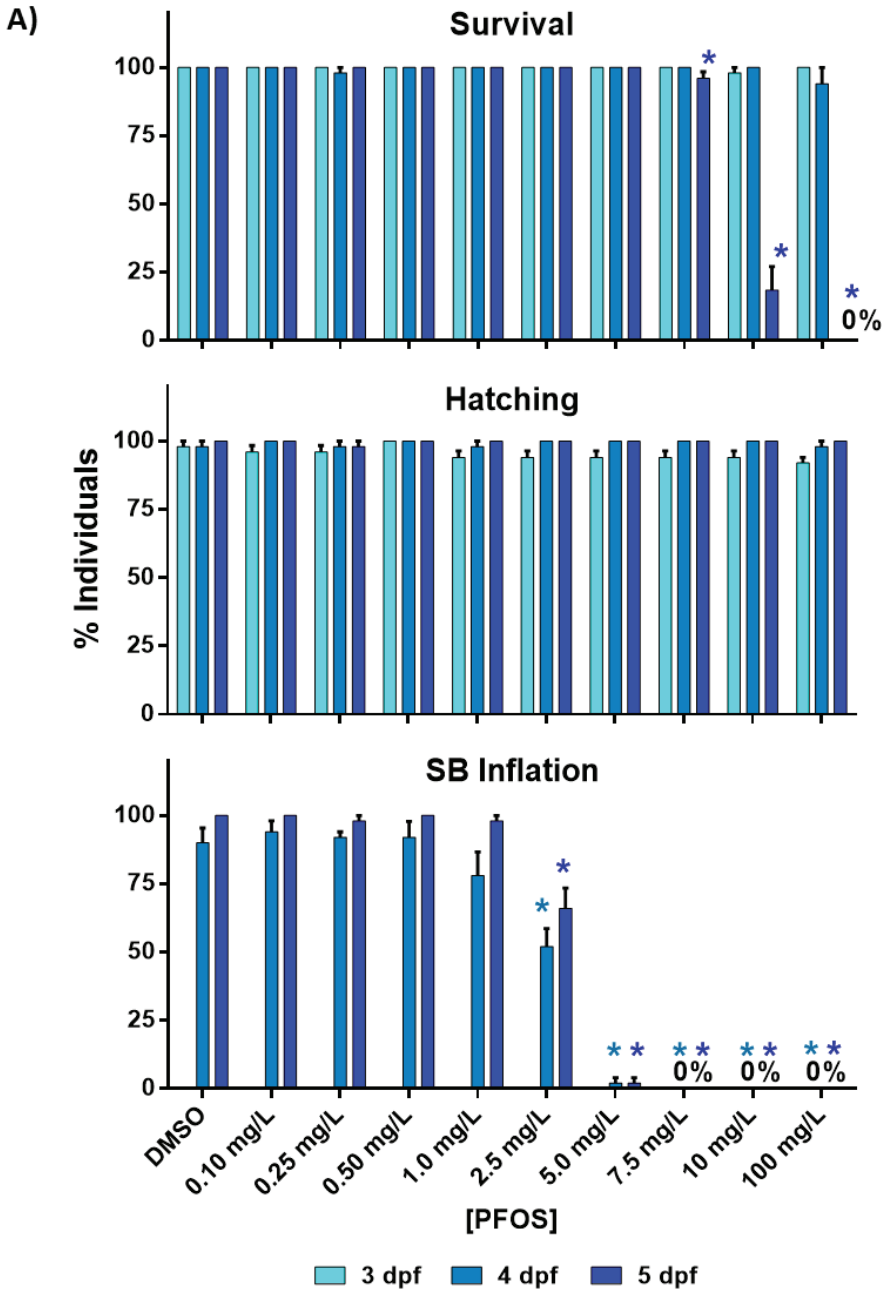 A)
Survival
100
75
50
25
0
*
*
*
0%
Hatching
% Individuals
100
75
50
25
0
SB Inflation
100
75
50
25
0
*
*
* * * * * * * *
0% 0% 0%
DMSO
0.10 mg/L
0.25 mg/L
0.50 mg/L
1.0 mg/L
2.5 mg/L
5.0 mg/L
7.5 mg/L
10 mg/L
100 mg/L
[PFOS]
3 dpf 4 dpf 5 dpf